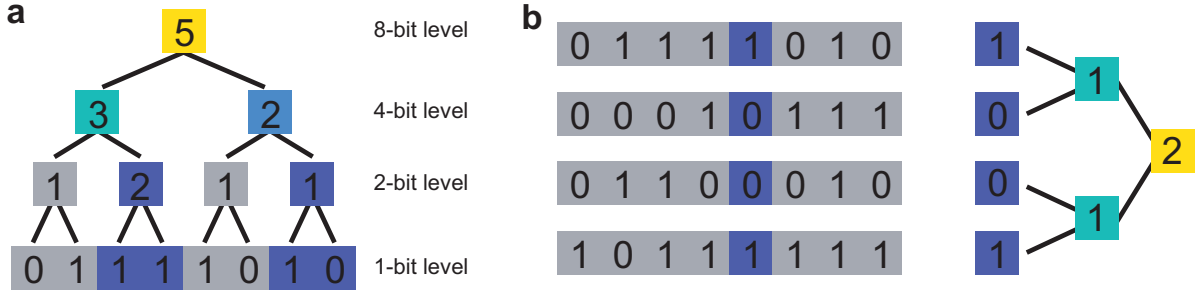 a
5 8-bit level
3 2 4-bit level
1 2 1 1 2-bit level
0 1 1 1 1 0 1 0 1-bit level
b
0 1 1 1 1 0 1 0
0 0 0 1 0 1 1 1
0 1 1 0 0 0 1 0
1 0 1 1 1 1 1 1
1
0
0
1
1
1
2